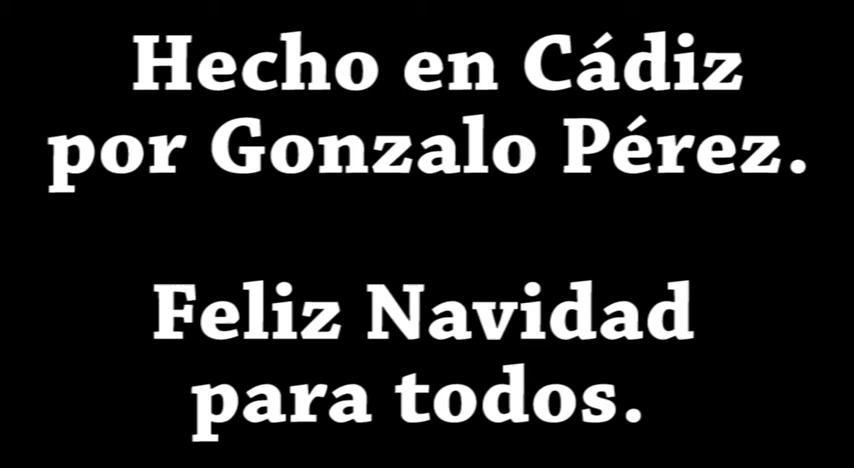 Hecho en Cádiz
por Gonzalo Pérez.
Feliz Navidad
para todos.